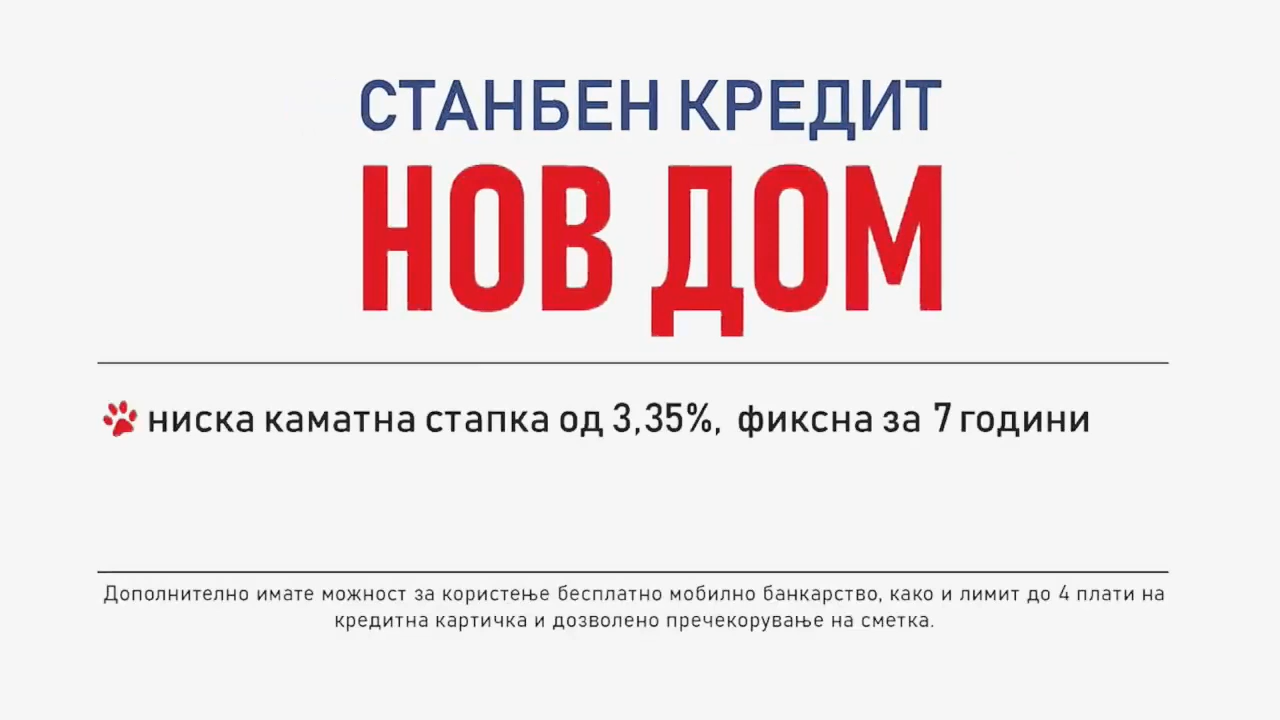 СТАНБЕН КРЕДИТ
НОВ ДОМ
ниска каматна стапка од 3,35%, фиксна за 7 години
Дополнително имате можност за користење бесплатно мобилно банкарство, како и лимит до 4 плати на
кредитна картичка и дозволено пречекорување на сметка.